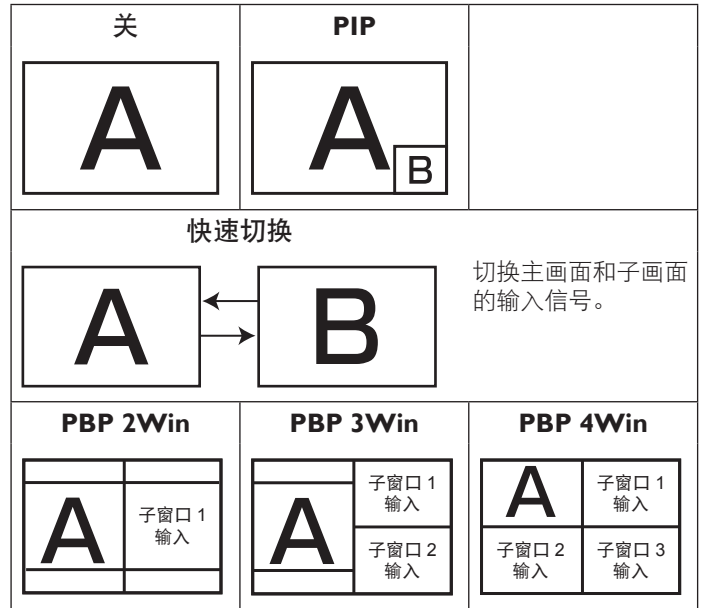 关
PIP
A
A
B
快速切换
A
B
切换主画面和子画面
的输入信号。
PBP 2Win
PBP 3Win
PBP 4Win
A
子窗口 1
输入
A
子窗口 1
输入
子窗口 2
输入
A
子窗口 1
输入
子窗口 2
输入
子窗口 3
输入